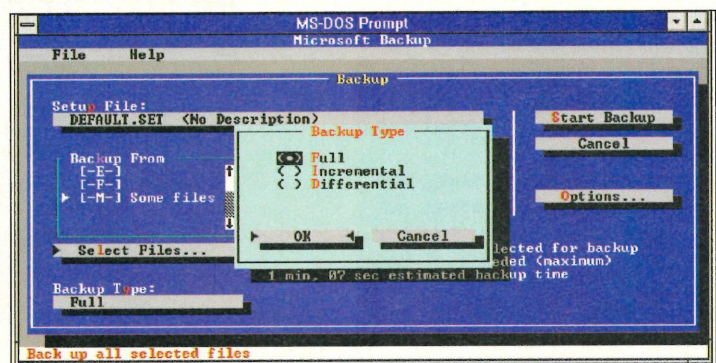 MS-DOS Prompt
Microsoft Backup
File Help
Backup
Setup File:
DEFAULT.SET (No Description)
Start Backup
Cancel
Backup From
[-E-]
[-F-]
[-M-] Some files
Options...
Backup Type
(•) Full
( ) Incremental
( ) Differential
OK Cancel
Select Files...
lected for backup
eded (maximum)
1 min, 07 sec estimated backup time
Backup Type:
Full
Back up all selected files